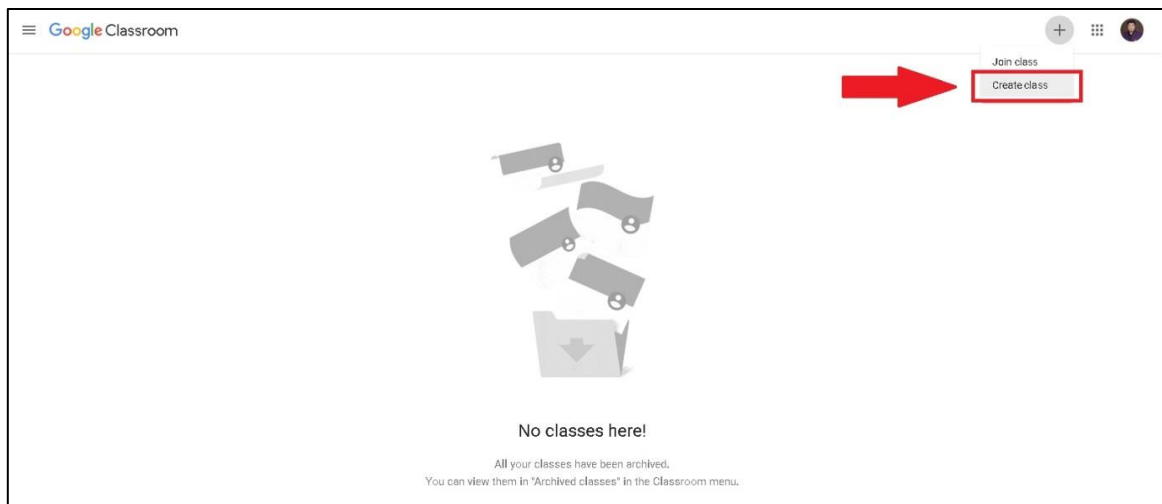 Google Classroom
Join class
Create class
No classes here!
All your classes have been archived.
You can view them in "Archived classes" in the Classroom menu.